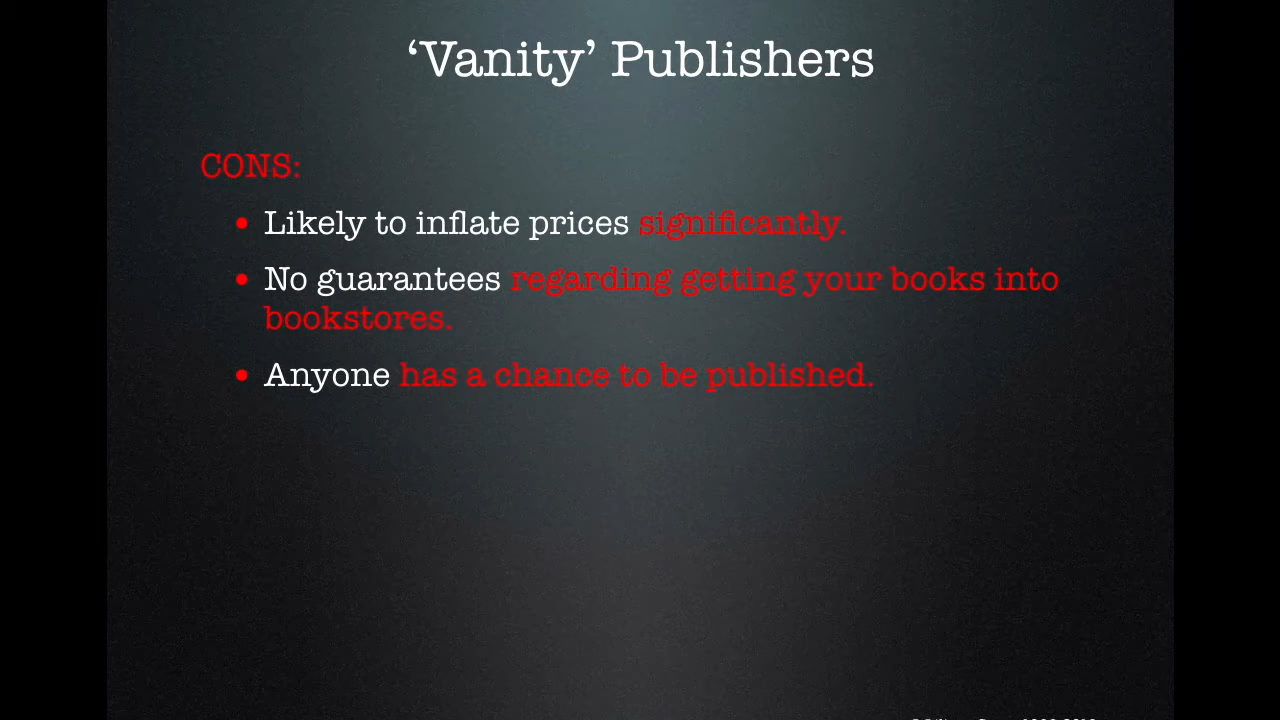 ‘Vanity’ Publishers
CONS:
• Likely to inflate prices significantly.
• No guarantees regarding getting your books into
bookstores.
• Anyone has a chance to be published.